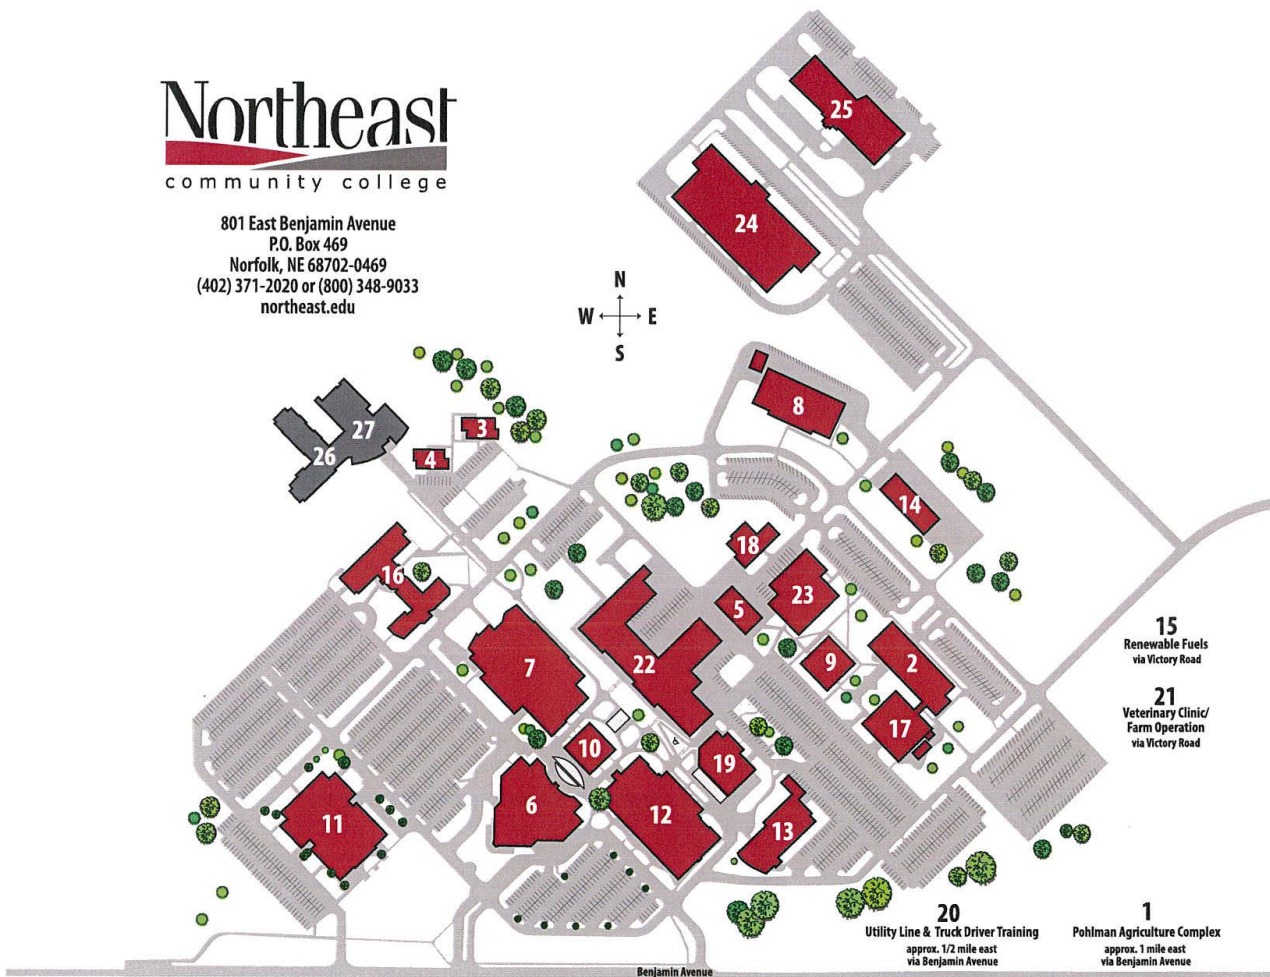 Northeast
community college
801 East Benjamin Avenue
P.O. Box 469
Norfolk, NE 68702-0469
(402) 371-2020 or (800) 348-9033
northeast.edu
N
W E
S
25
24
8
3
4
27
26
14
18
16
23
5
7
22
9
2
17
10
19
6
12
11
13
15
Renewable Fuels
via Victory Road
21
Veterinary Clinic/
Farm Operation
via Victory Road
20
Utility Line & Truck Driver Training
approx. 1/2 mile east
via Benjamin Avenue
1
Pohlman Agriculture Complex
approx. 1 mile east
via Benjamin Avenue
Benjamin Avenue